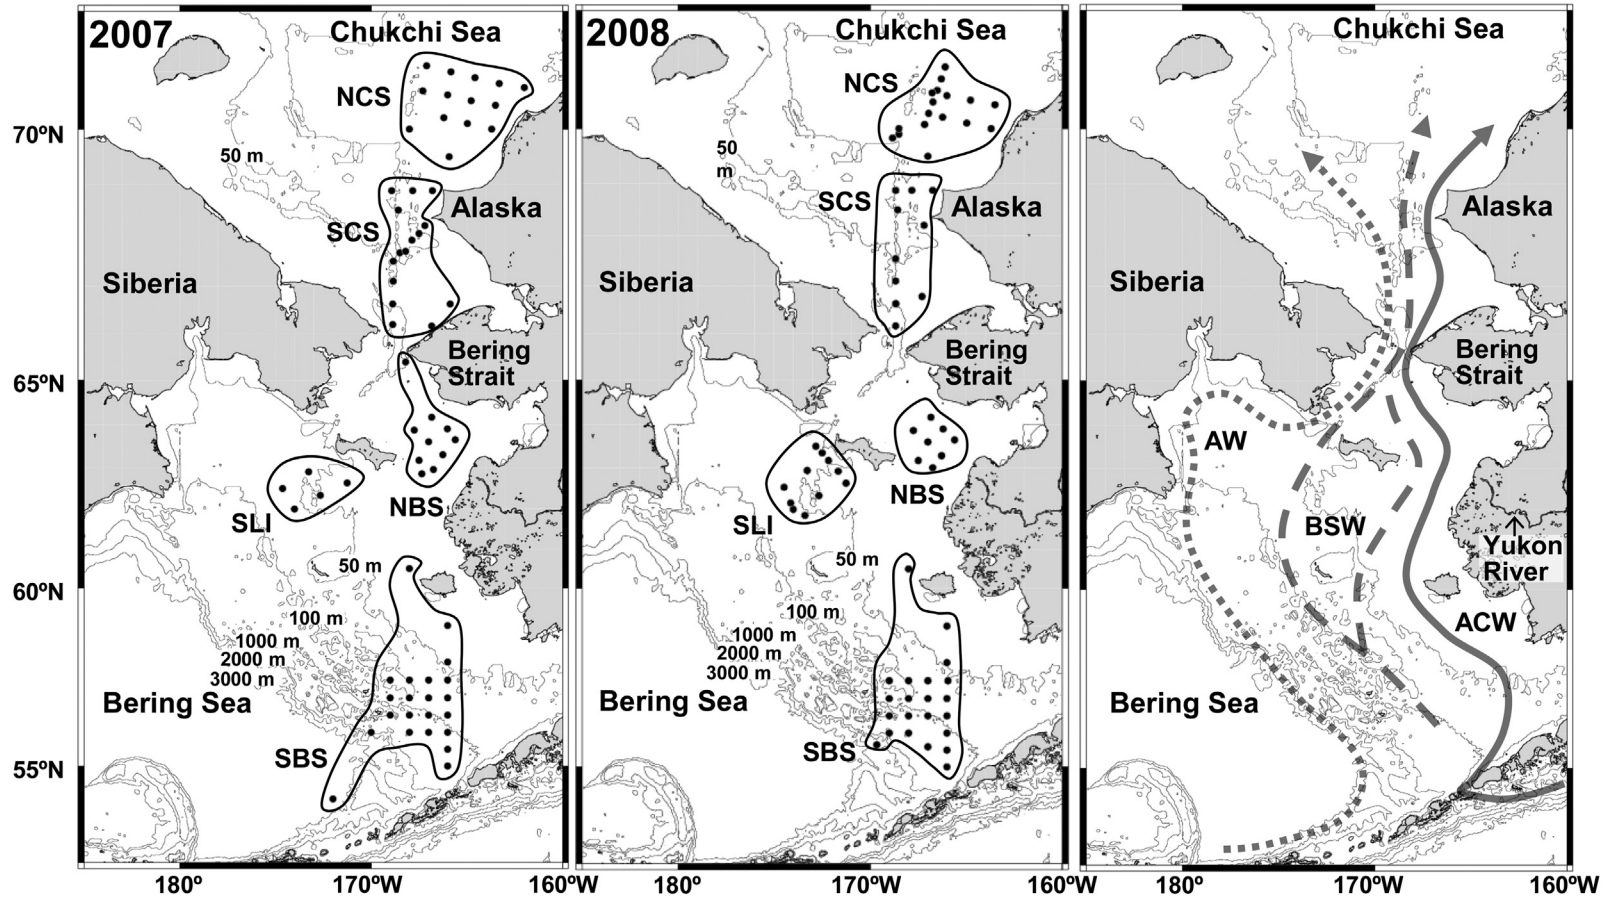 2007
Chukchi Sea
NCS
50 m
SCS
Alaska
Siberia
Bering
Strait
NBS
SLI
50 m
100 m
1000 m
2000 m
3000 m
Bering Sea
SBS
70ºN
65ºN
60ºN
55ºN
180º
170ºW
160ºW
2008
Chukchi Sea
NCS
50
m
SCS
Alaska
Siberia
Bering
Strait
NBS
SLI
50 m
100 m
1000 m
2000 m
3000 m
Bering Sea
SBS
180º
170ºW
160ºW
Chukchi Sea
Alaska
Siberia
Bering
Strait
AW
BSW
Yukon
River
ACW
Bering Sea
180º
170ºW
160ºW